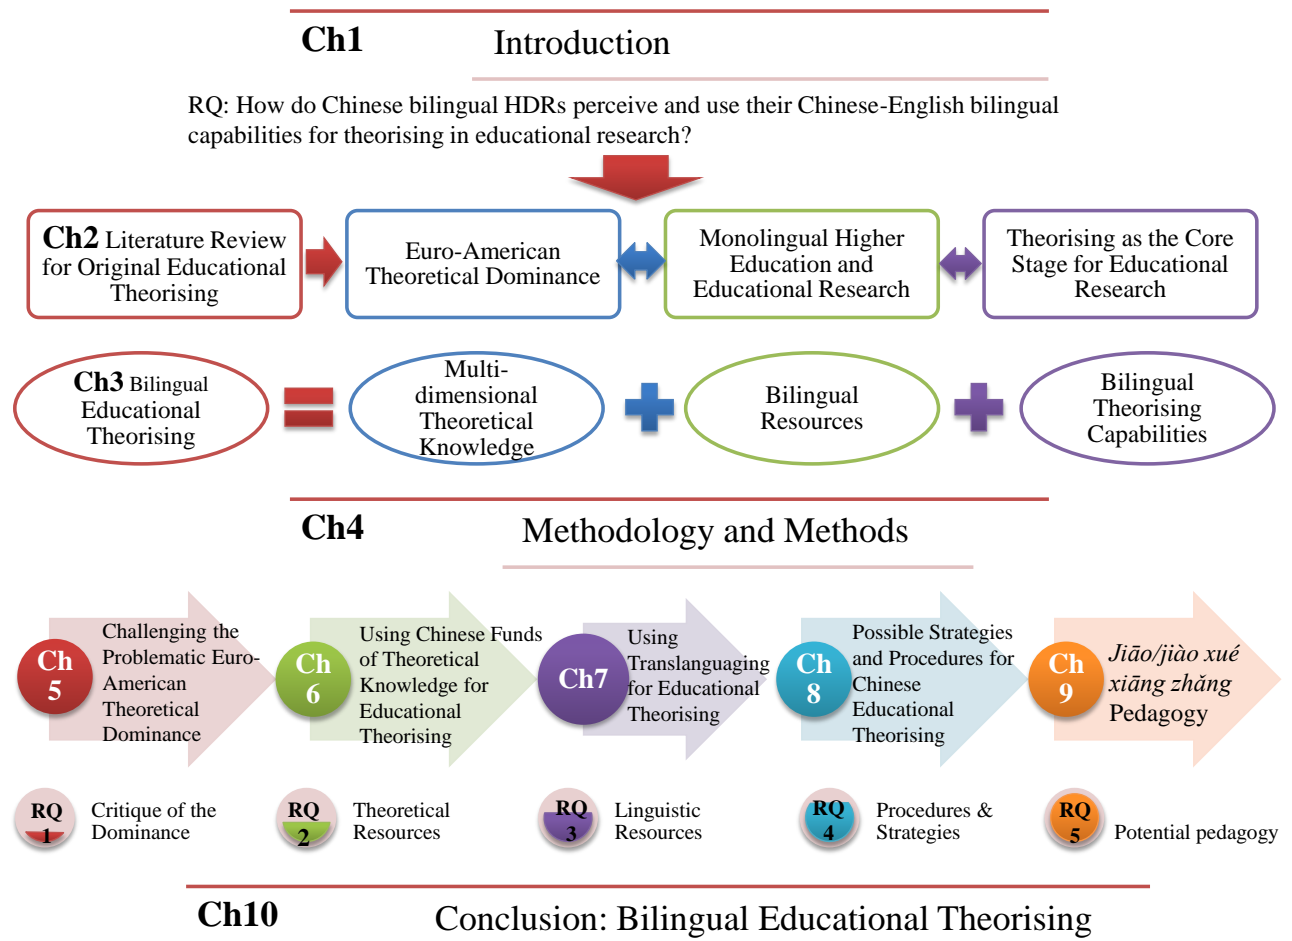 Ch1 Introduction
RQ: How do Chinese bilingual HDRs perceive and use their Chinese-English bilingual
capabilities for theorising in educational research?
Ch2 Literature Review
for Original Educational
Theorising
Euro-American
Theoretical Dominance
Monolingual Higher
Education and
Educational Research
Theorising as the Core
Stage for Educational
Research
Ch3 Bilingual
Educational
Theorising
Multi-
dimensional
Theoretical
Knowledge
Bilingual
Resources
Bilingual
Theorising
Capabilities
Ch4 Methodology and Methods
Ch
5
Challenging the
Problematic Euro-
American
Theoretical
Dominance
Ch
6
Using Chinese Funds
of Theoretical
Knowledge for
Educational
Theorising
Ch7
Using
Translanguaging
for Educational
Theorising
Ch
8
Possible Strategies
and Procedures for
Chinese
Educational
Theorising
Ch
9
Jiāo/jiào xué
xiāng zhǎng
Pedagogy
RQ
1
Critique of the
Dominance
RQ
2
Theoretical
Resources
RQ
3
Linguistic
Resources
RQ
4
Procedures &
Strategies
RQ
5
Potential pedagogy
Ch10 Conclusion: Bilingual Educational Theorising